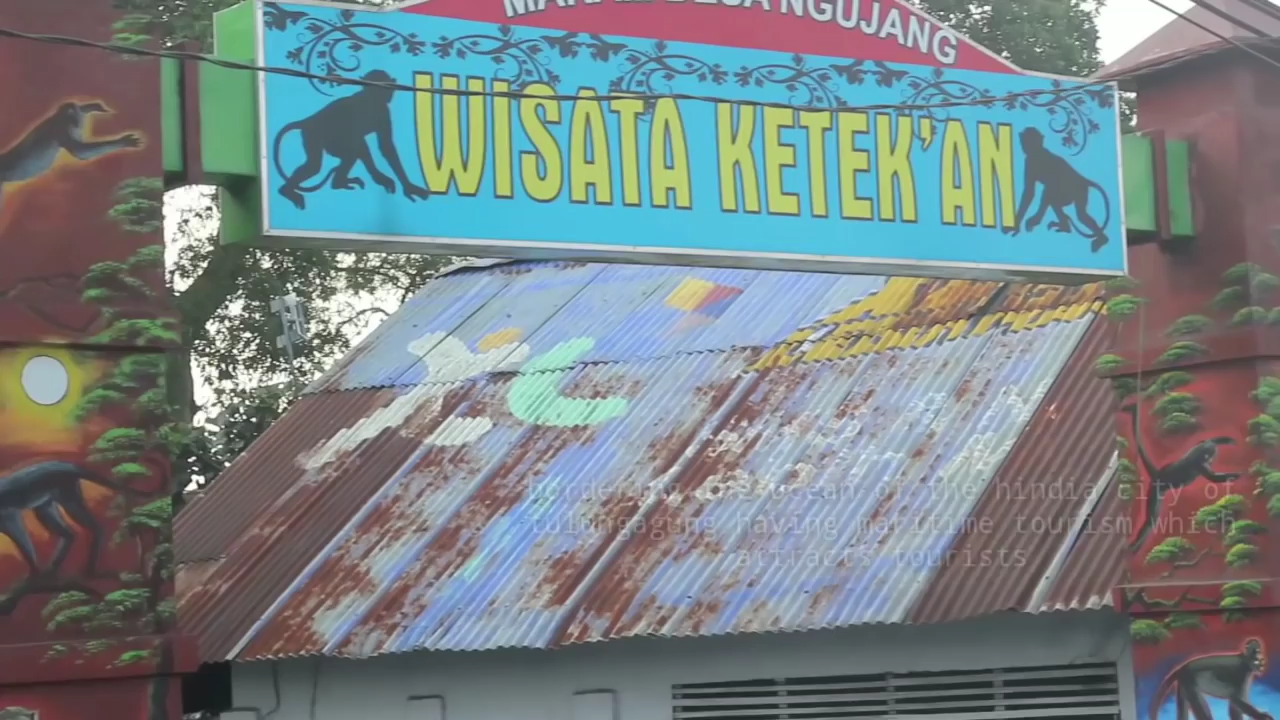 MAKAM DESA NGUJANG
WISATA KETEK'AN
bordering the ocean of the hindia city of
tulungagung having maritime tourism which
attracts tourists